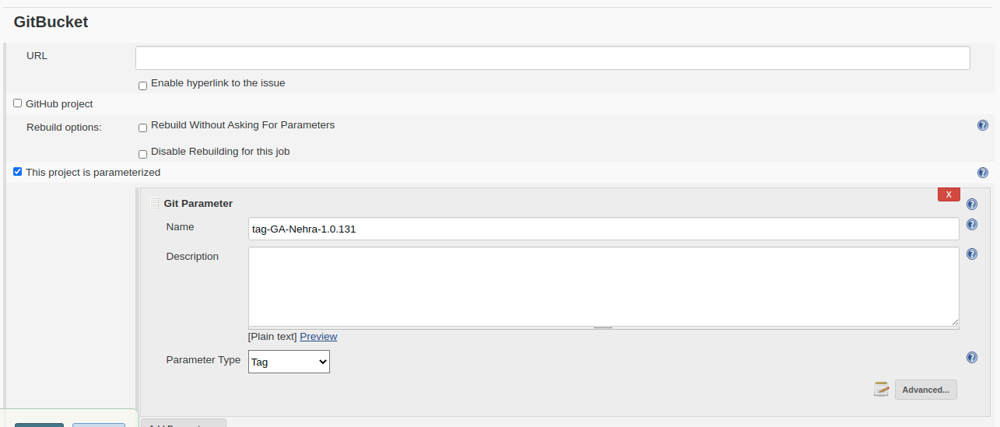 GitBucket
URL
Enable hyperlink to the issue
GitHub project
Rebuild options:
Rebuild Without Asking For Parameters
Disable Rebuilding for this job
This project is parameterized
X
Git Parameter
Name
tag-GA-Nehra-1.0.131
Description
[Plain text] Preview
Parameter Type
Tag
Advanced...